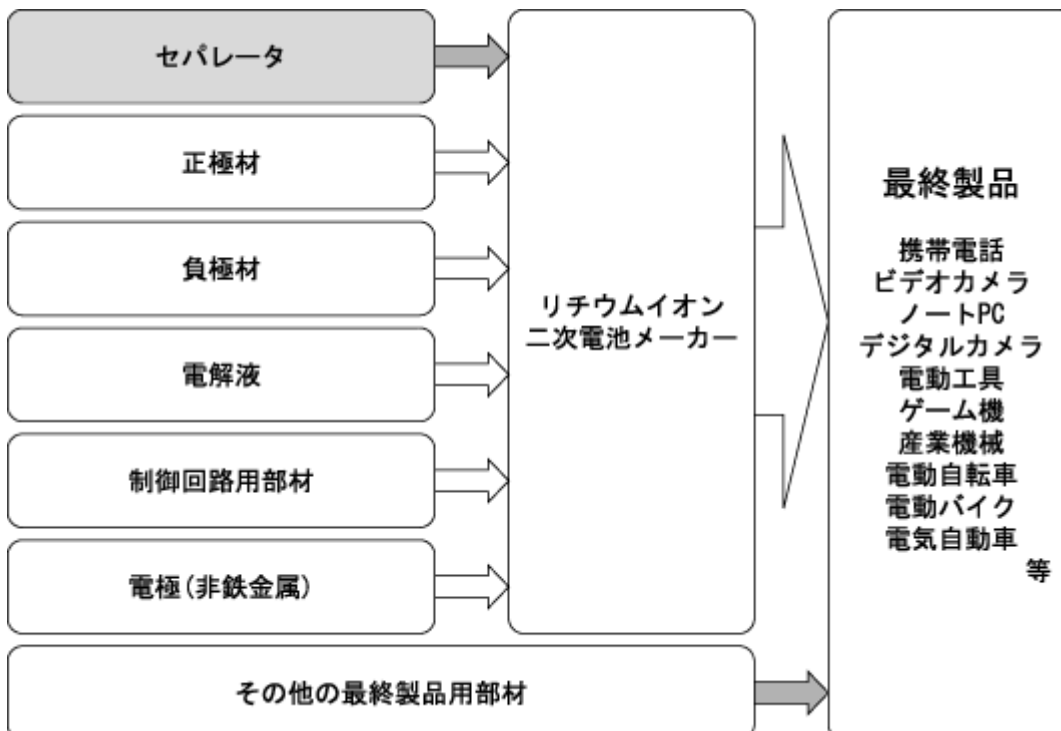 セパレータ
正極材
負極材
電解液
制御回路用部材
電極(非鉄金属)
リチウムイオン
二次電池メーカー
その他の最終製品用部材
最終製品
携帯電話
ビデオカメラ
ノートPC
デジタルカメラ
電動工具
ゲーム機
産業機械
電動自転車
電動バイク
電気自動車
等